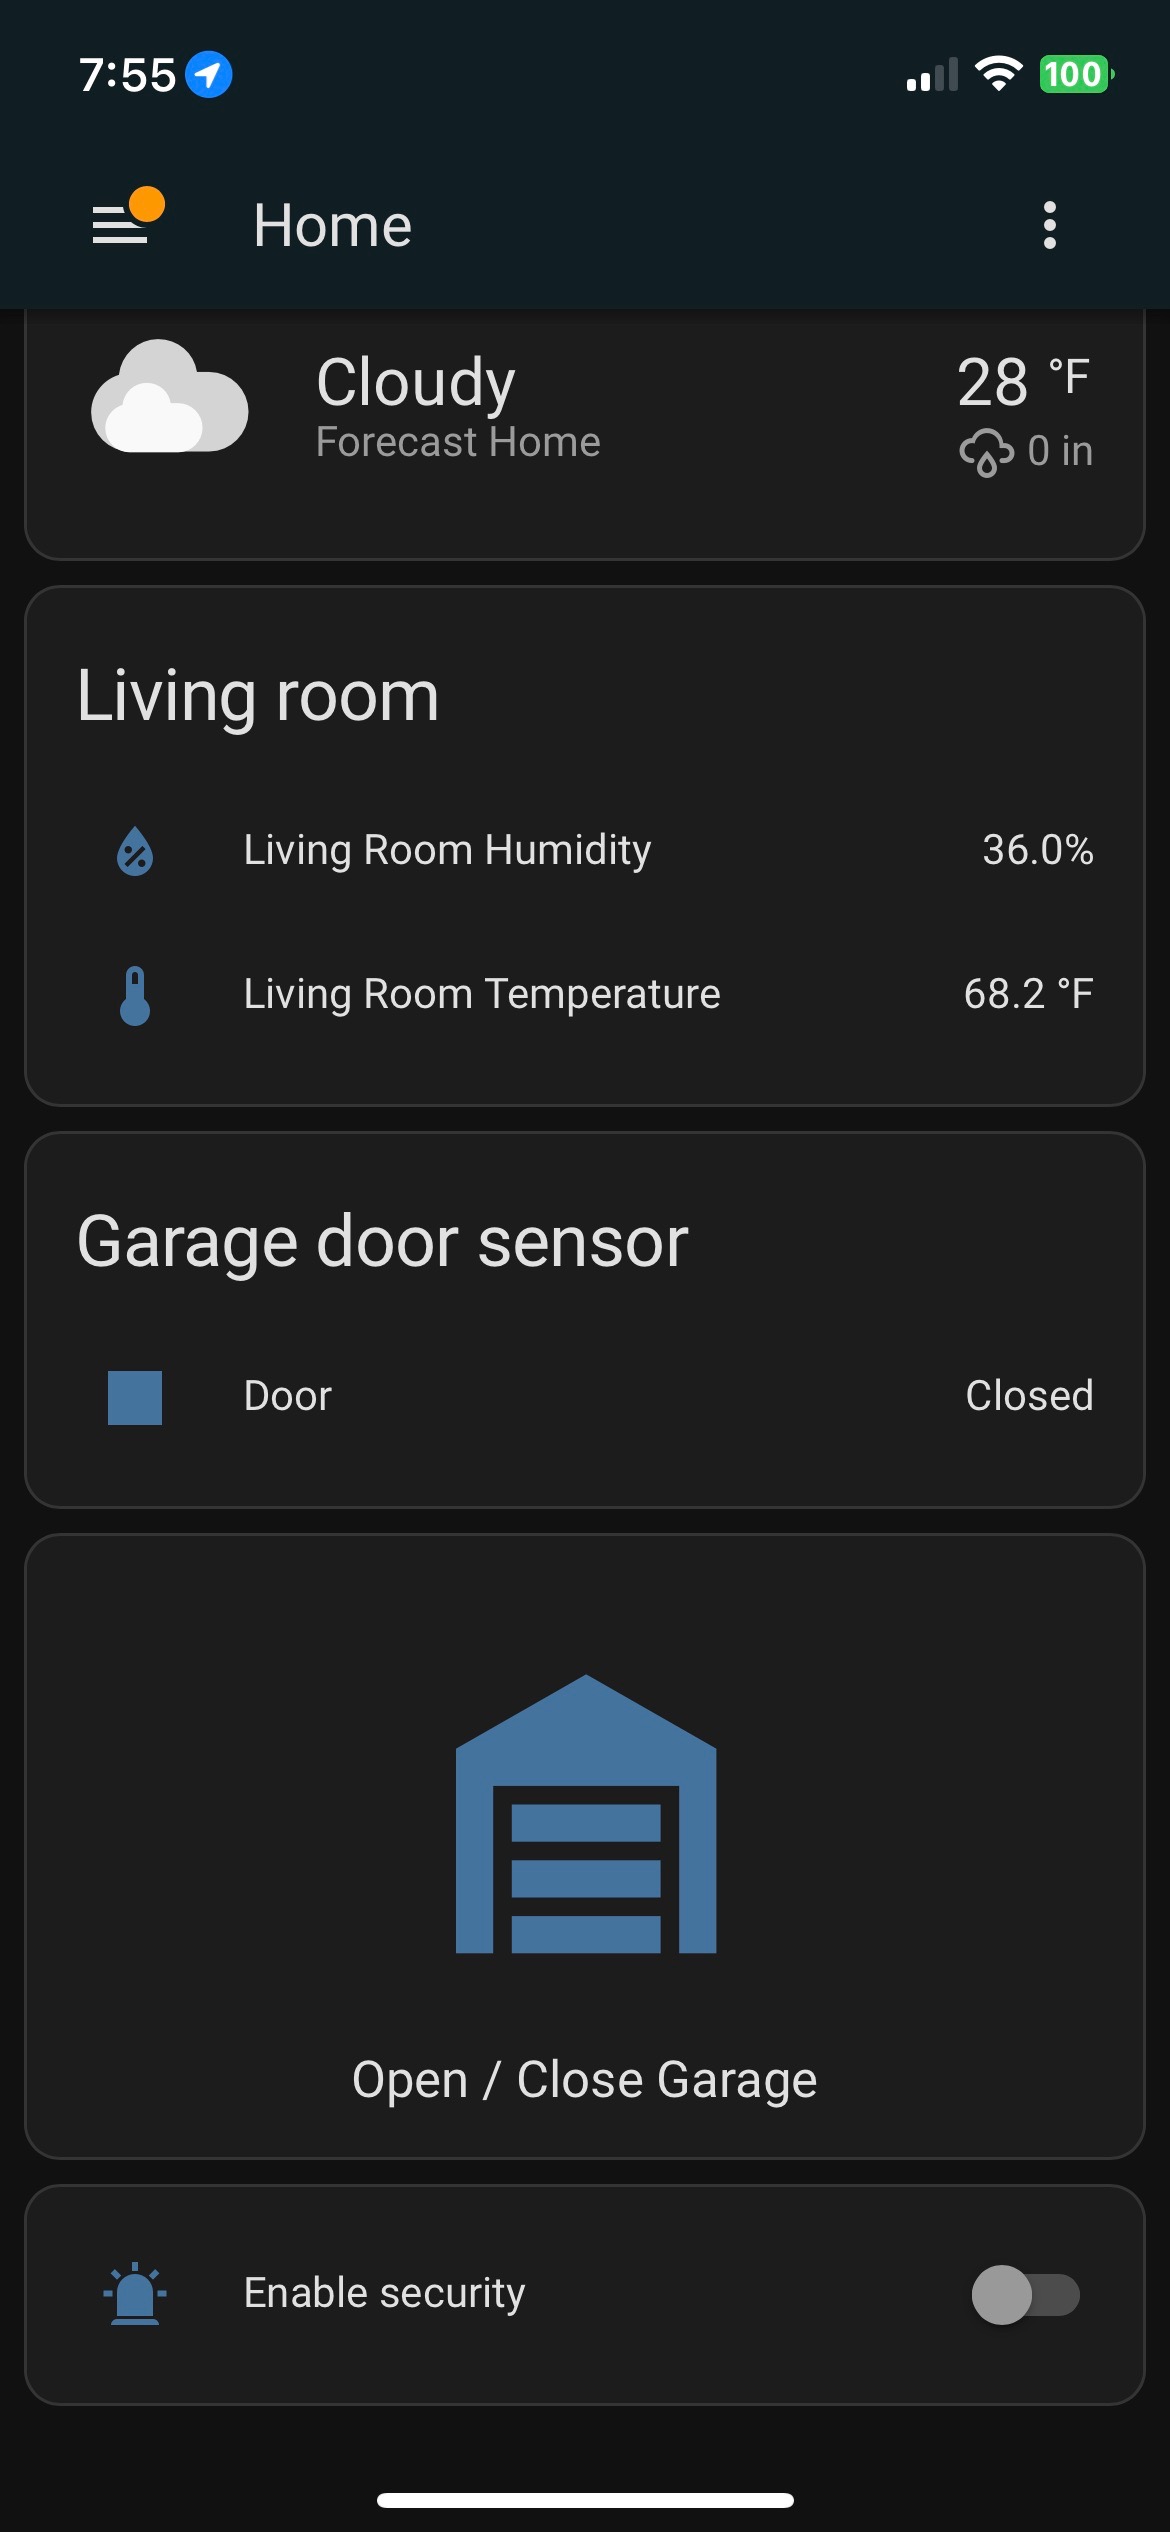 7:55
100
Home
Cloudy
28 °F
Forecast Home
0 in
Living room
Living Room Humidity
36.0%
Living Room Temperature
68.2 °F
Garage door sensor
Door
Closed
Open / Close Garage
Enable security